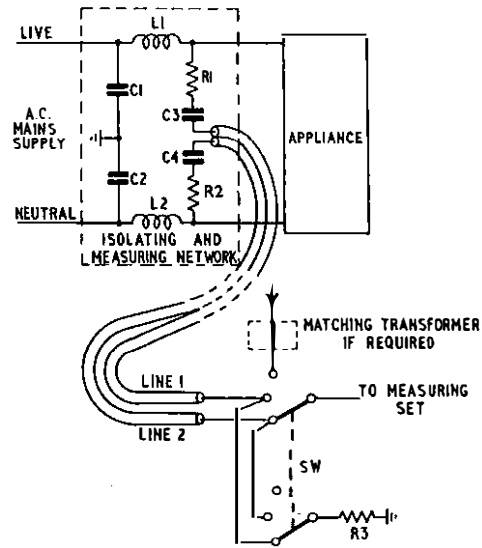 LIVE
L1
R1
C1
C3
A.C.
MAINS
SUPPLY
APPLIANCE
C4
C2
R2
NEUTRAL
L2
ISOLATING AND
MEASURING NETWORK
MATCHING TRANSFORMER
IF REQUIRED
LINE 1
TO MEASURING
SET
LINE 2
SW
R3